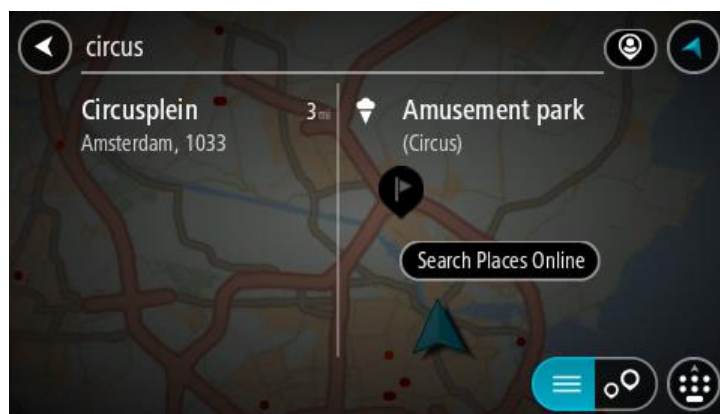 circus
Circusplein
3 mi
Amsterdam, 1033
Amusement park
(Circus)
Search Places Online